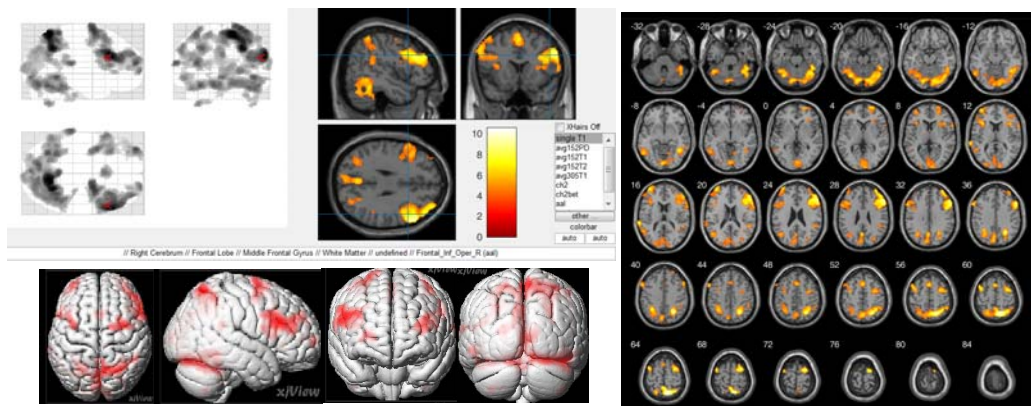 10
8
6
4
2
0
XHairs Off
single T1
avg152PD
avg152T1
avg152T2
avg305T1
ch2
ch2bet
aal
other ...
colorbar
auto auto
// Right Cerebrum // Frontal Lobe // Middle Frontal Gyrus // White Matter // undefined // Frontal_Inf_Oper_R (aal)
xjView
xjView
xjView
xjView
-32 -28 -24 -20 -16 -12
-8 -4 0 4 8 12
16 20 24 28 32 36
40 44 48 52 56 60
64 68 72 76 80 84